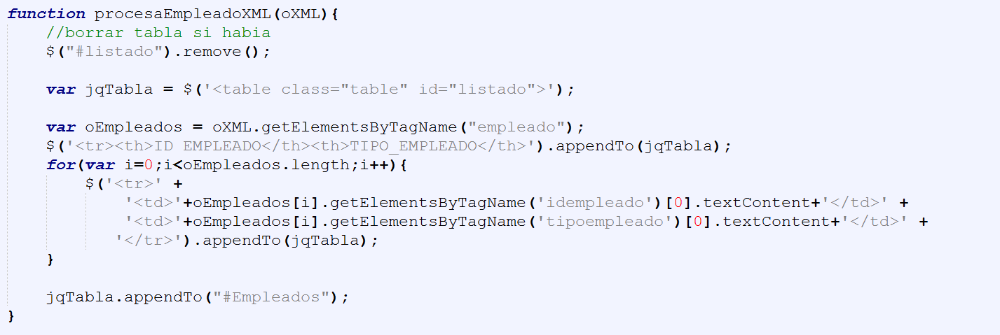 function procesaEmpleadoXML(oXML){
//borrar tabla si habia
$("#listado").remove();
var jqTabla = $('<table class="table" id="listado">');
var oEmpleados = oXML.getElementsByTagName("empleado");
$('<tr><th>ID EMPLEADO</th><th>TIPO_EMPLEADO</th>').appendTo(jqTabla);
for(var i=0;i<oEmpleados.length;i++){
$('<tr>' +
'<td>'+oEmpleados[i].getElementsByTagName('idempleado')[0].textContent+'</td>' +
'<td>'+oEmpleados[i].getElementsByTagName('tipoempleado')[0].textContent+'</td>' +
'</tr>').appendTo(jqTabla);
}
jqTabla.appendTo("#Empleados");
}